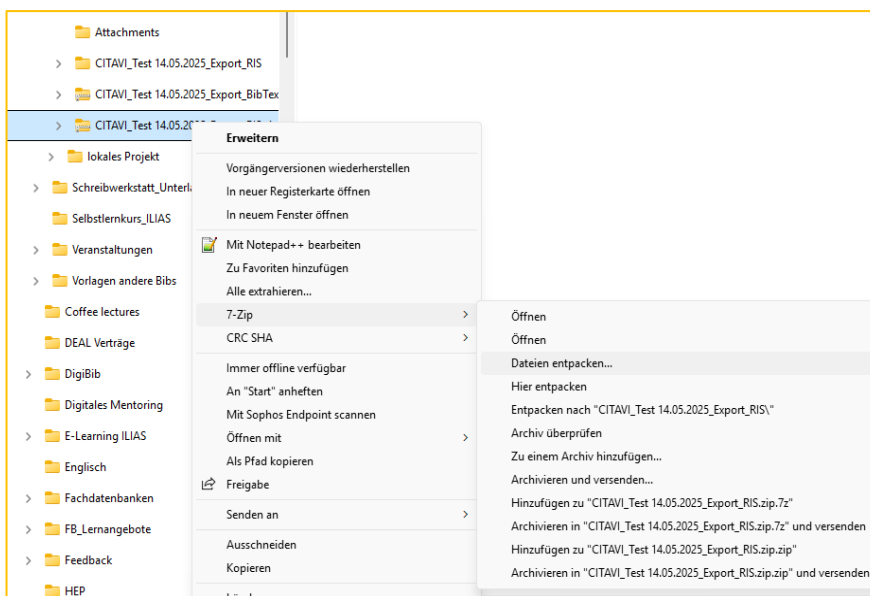 Attachments
CITAVI_Test 14.05.2025_Export_RIS
CITAVI_Test 14.05.2025_Export_BibTex
CITAVI_Test 14.05.20
lokales Projekt
Schreibwerkstatt_Unterla
Selbstlernkurs_ILIAS
Veranstaltungen
Vorlagen andere Bibs
Coffee lectures
DEAL Verträge
DigiBib
Digitales Mentoring
E-Learning ILIAS
Englisch
Fachdatenbanken
FB_Lernangebote
Feedback
HEP
Erweitern
Vorgängerversionen wiederherstellen
In neuer Registerkarte öffnen
In neuem Fenster öffnen
Mit Notepad++ bearbeiten
Zu Favoriten hinzufügen
Alle extrahieren...
7-Zip
CRC SHA
Immer offline verfügbar
An "Start" anheften
Mit Sophos Endpoint scannen
Öffnen mit
Als Pfad kopieren
Freigabe
Senden an
Ausschneiden
Kopieren
Öffnen
Öffnen
Dateien entpacken...
Hier entpacken
Entpacken nach "CITAVI_Test 14.05.2025_Export_RIS\"
Archiv überprüfen
Zu einem Archiv hinzufügen...
Archivieren und versenden...
Hinzufügen zu "CITAVI_Test 14.05.2025_Export_RIS.zip.7z"
Archivieren in "CITAVI_Test 14.05.2025_Export_RIS.zip.7z" und versenden
Hinzufügen zu "CITAVI_Test 14.05.2025_Export_RIS.zip.zip"
Archivieren in "CITAVI_Test 14.05.2025_Export_RIS.zip.zip" und versenden